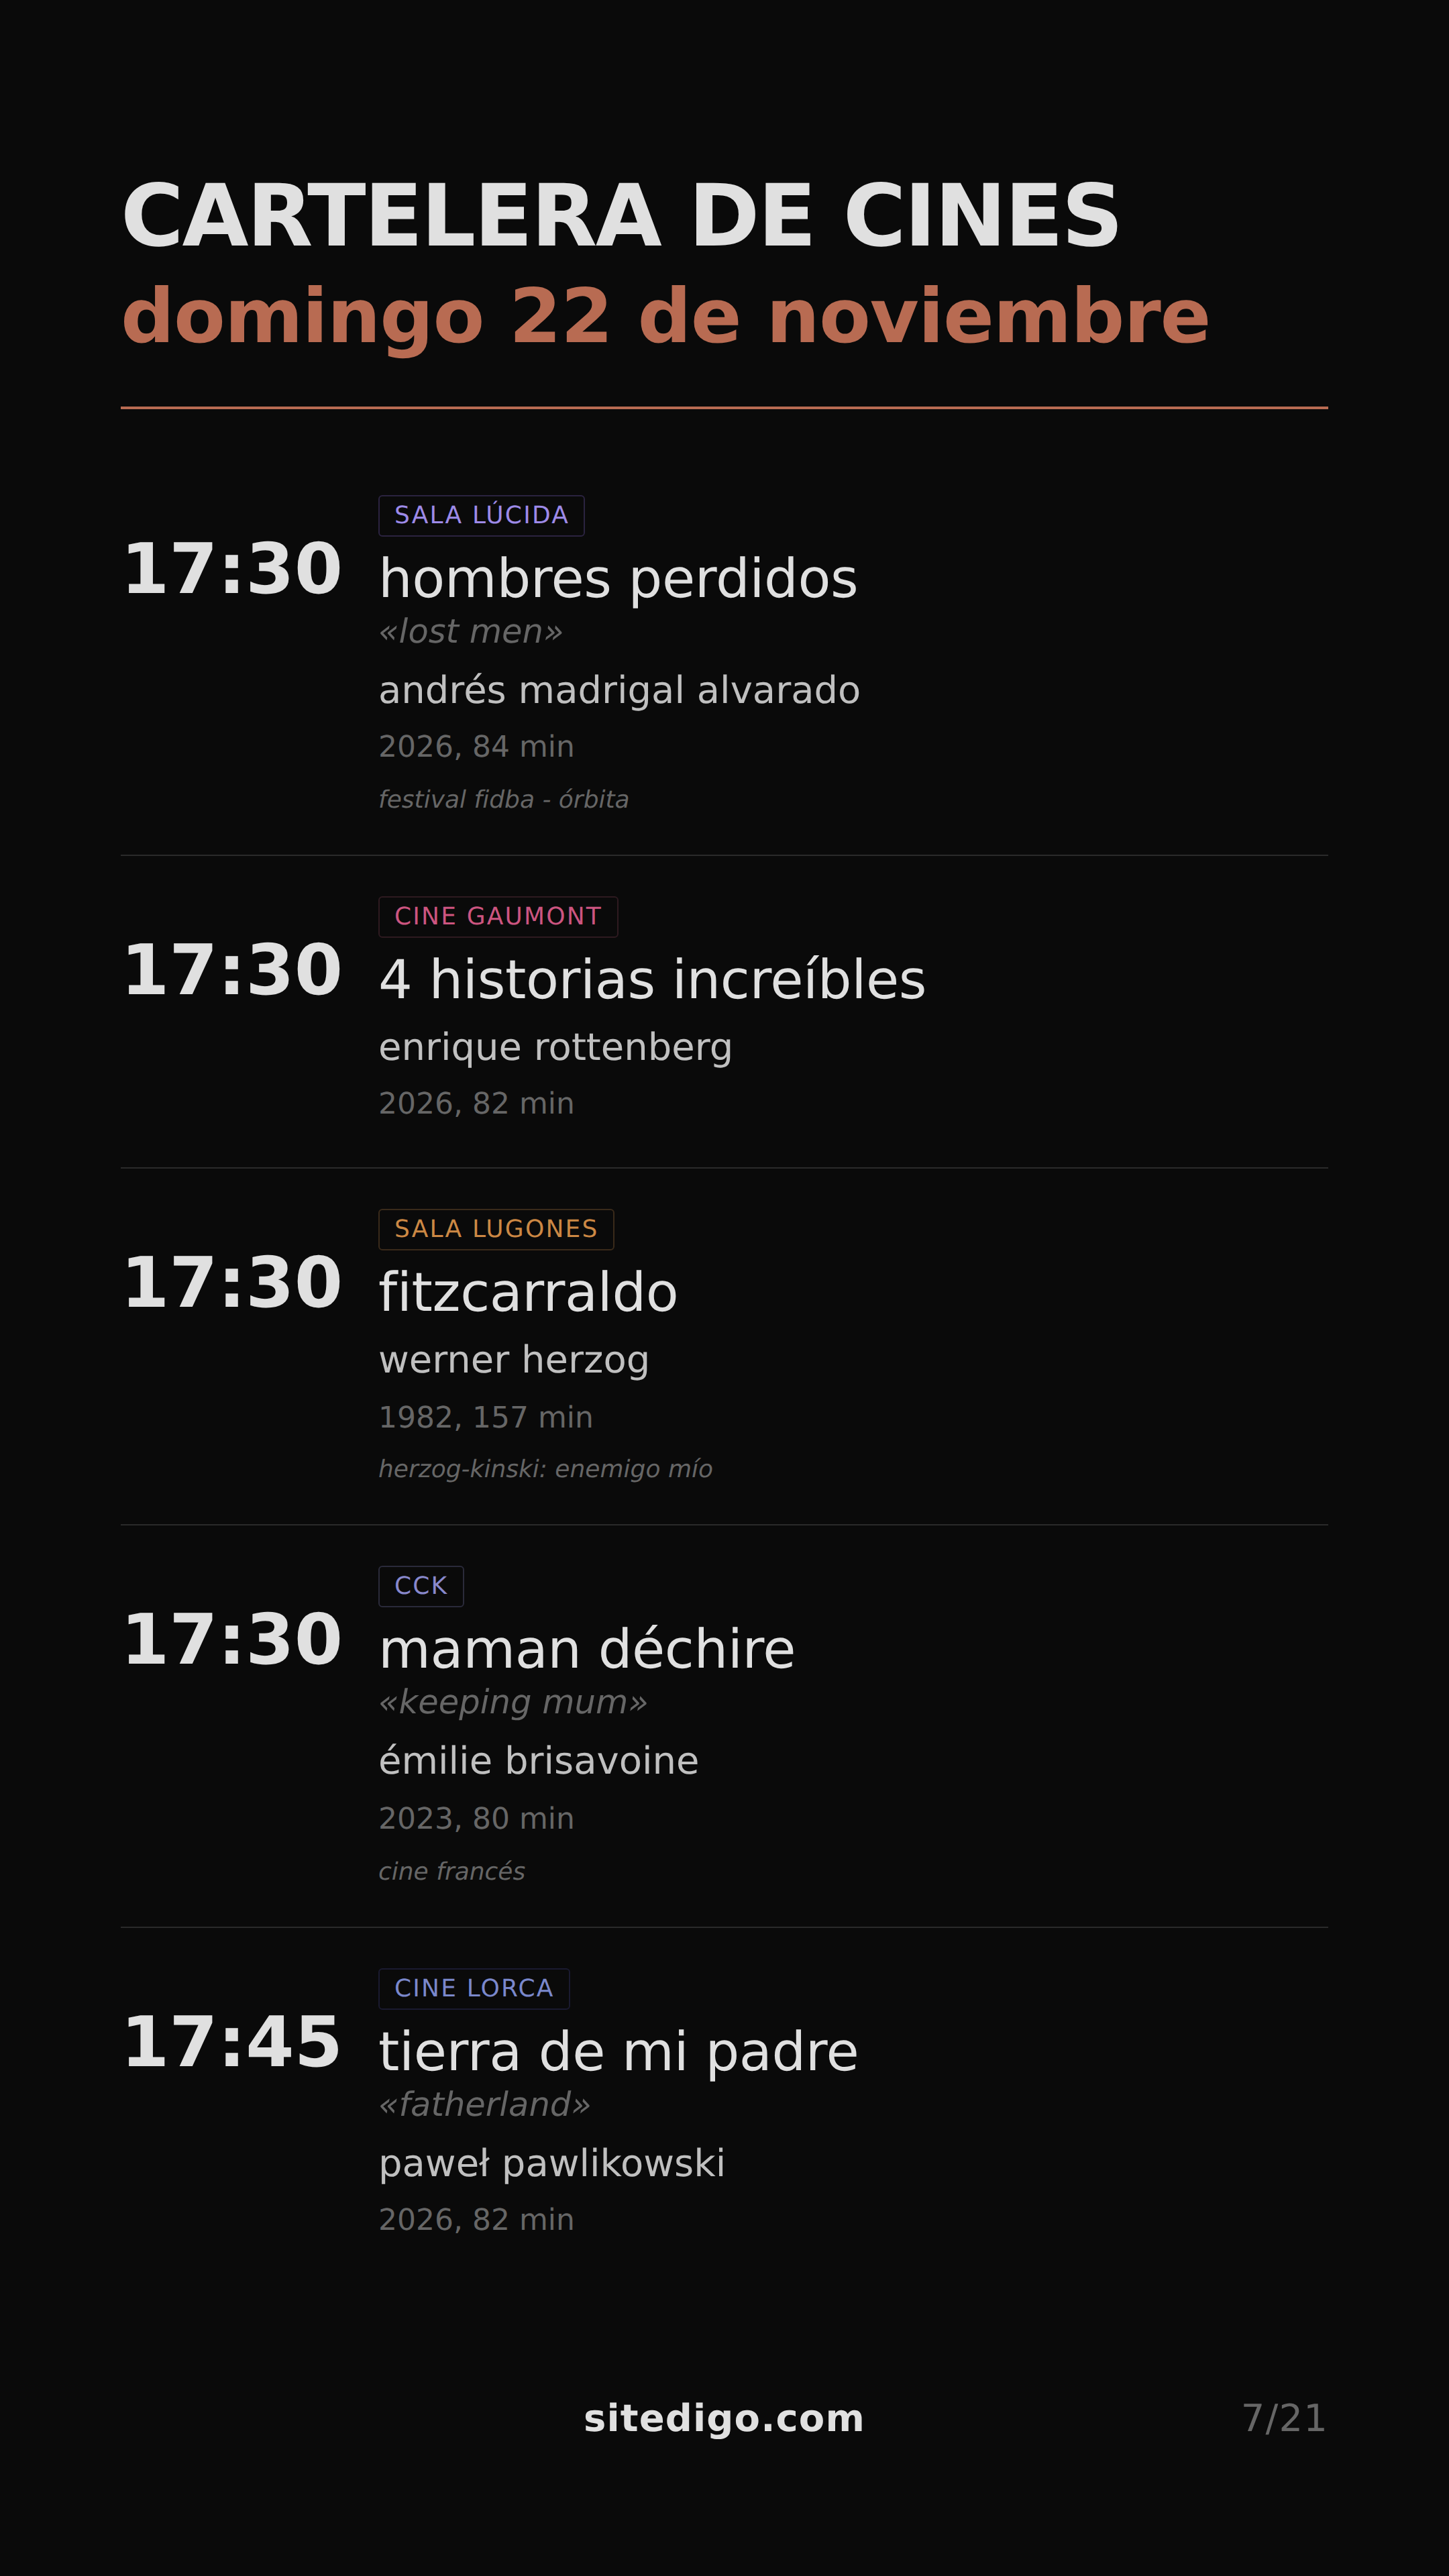 CARTELERA DE CINES
domingo 22 de noviembre
SALA LÚCIDA
17:30
hombres perdidos
«lost men»
andrés madrigal alvarado
2026, 84 min
festival fidba - órbita
CINE GAUMONT
17:30
4 historias increíbles
enrique rottenberg
2026, 82 min
SALA LUGONES
17:30
fitzcarraldo
werner herzog
1982, 157 min
herzog-kinski: enemigo mío
CCK
17:30
maman déchire
«keeping mum»
émilie brisavoine
2023, 80 min
cine francés
CINE LORCA
17:45
tierra de mi padre
«fatherland»
paweł pawlikowski
2026, 82 min
sitedigo.com
7/21